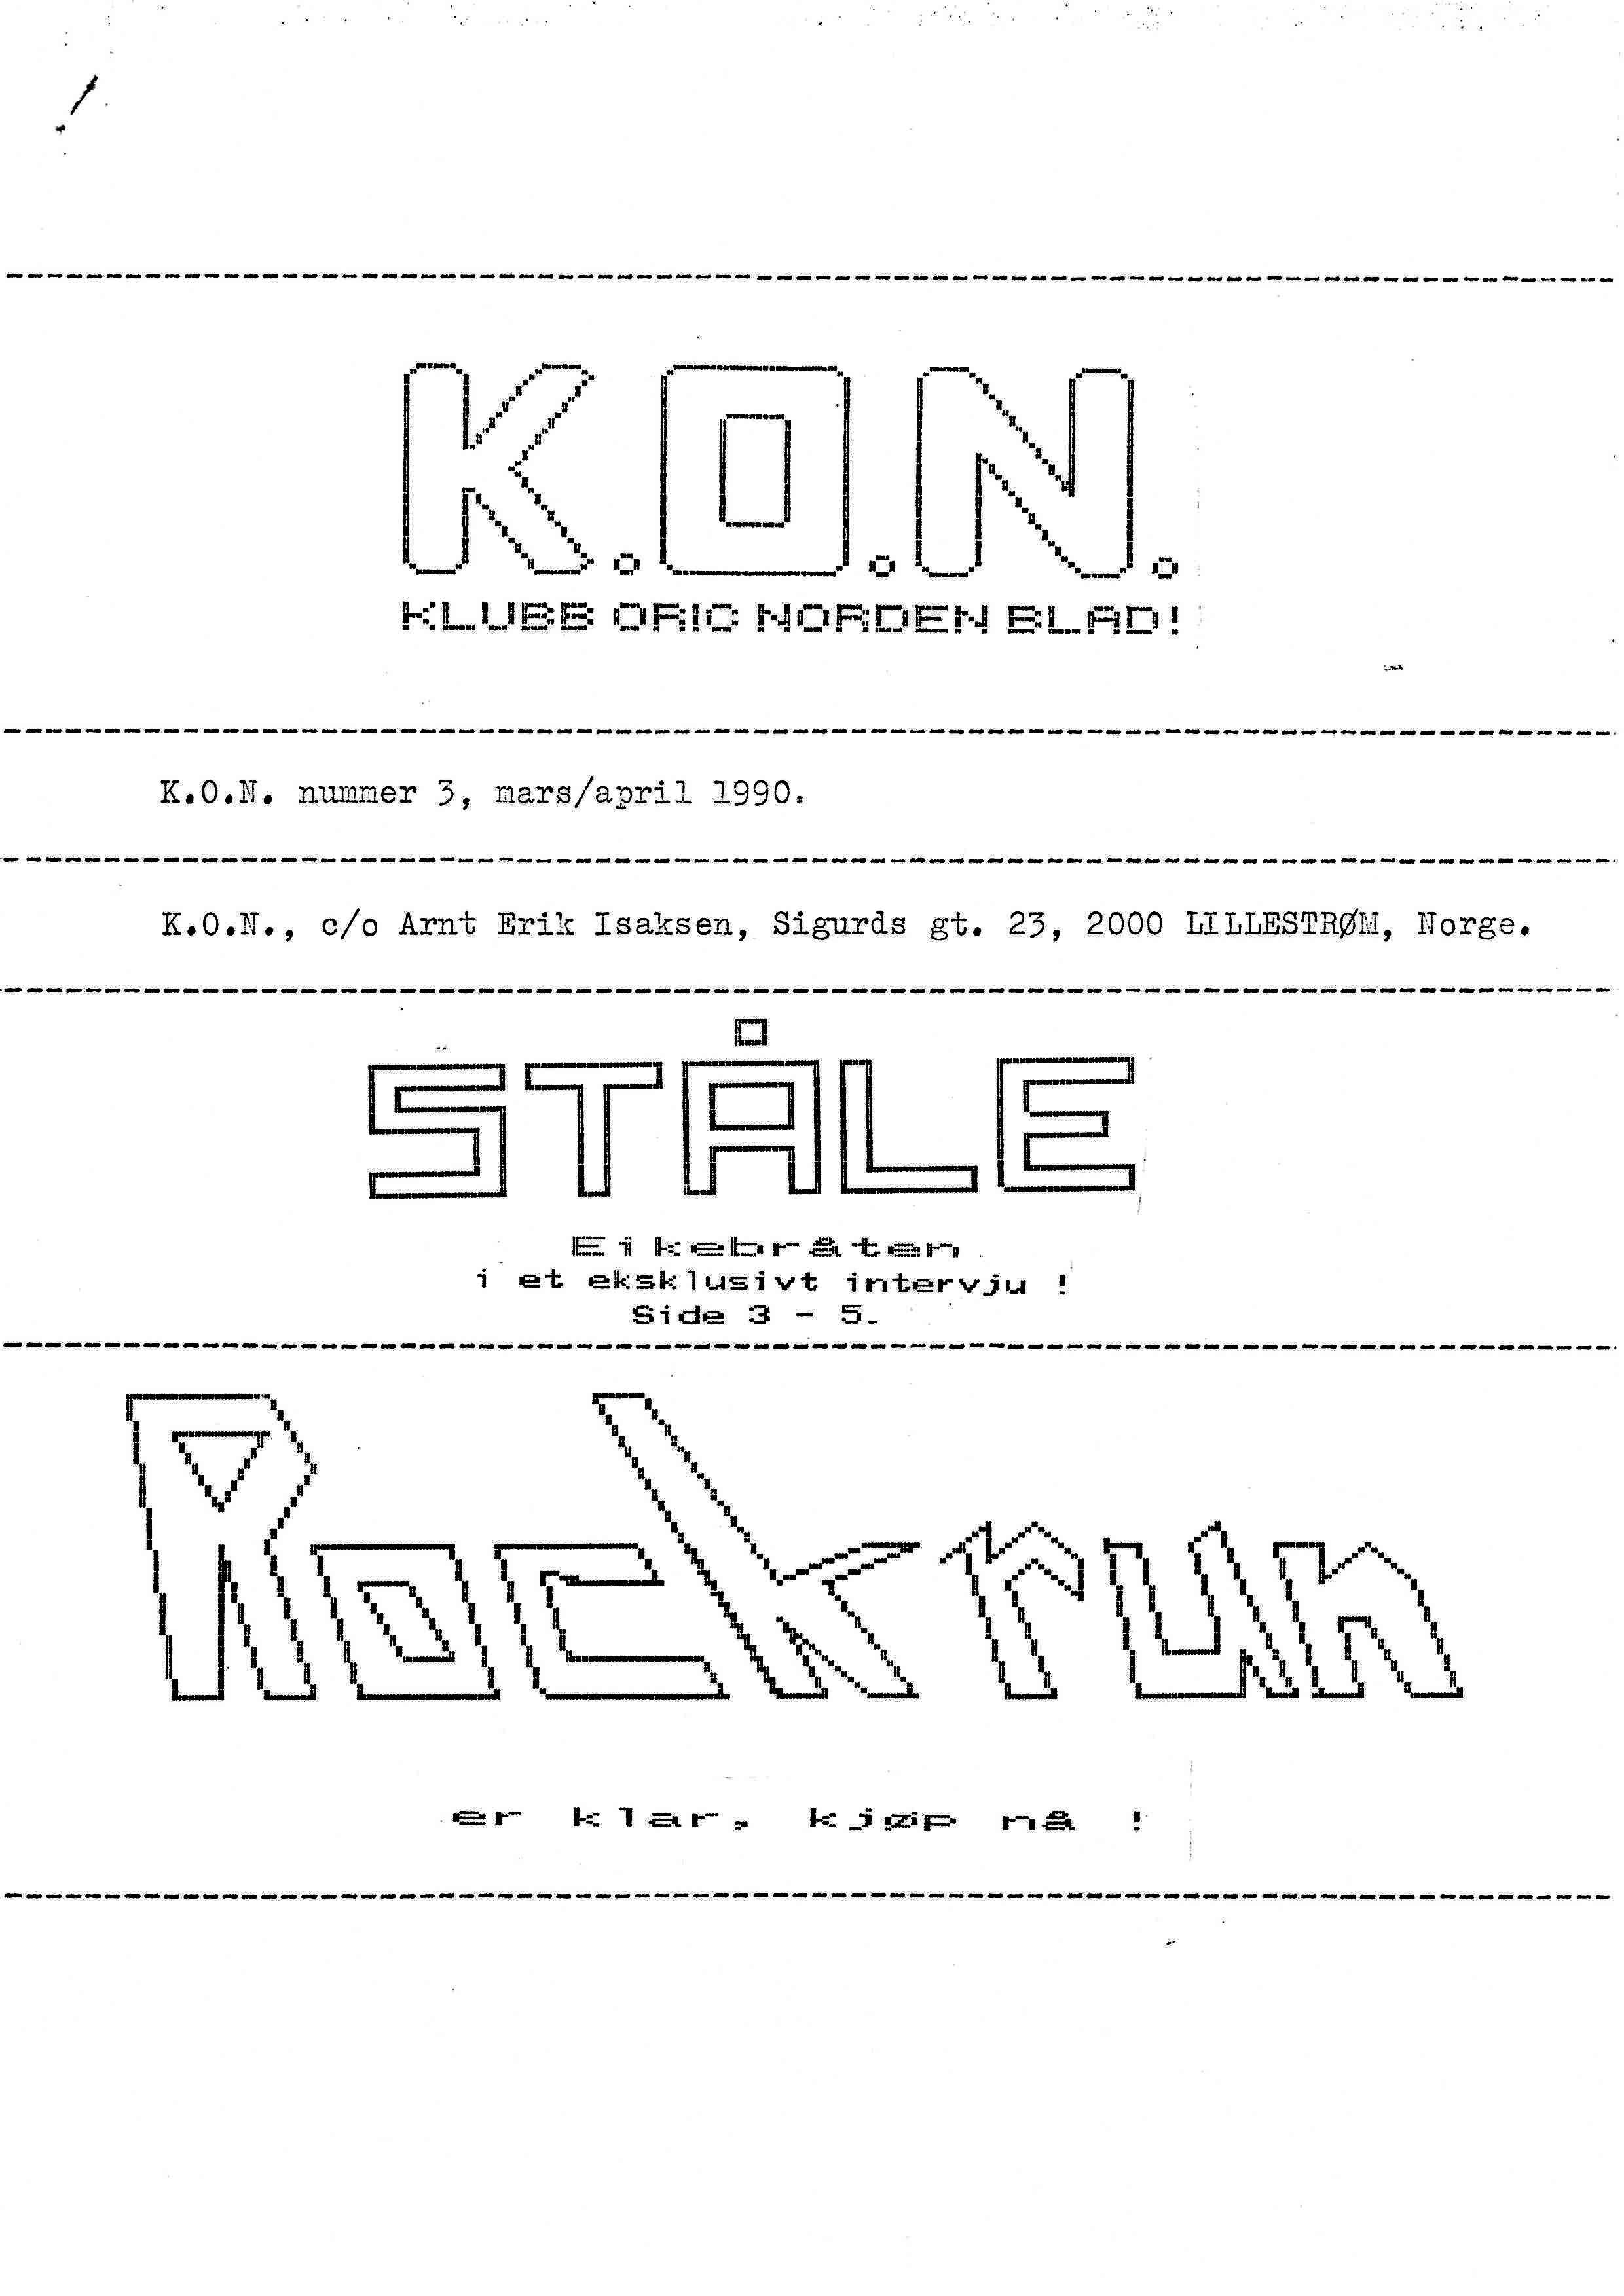 K.O.N.
KLUBB ORIC NORDEN BLAD!
K.O.N. nummer 3, mars/april 1990.
K.O.N., c/o Arnt Erik Isaksen, Sigurds gt. 23, 2000 LILLESTRØM, Norge.
STÅLE
Eikebråten
i et eksklusivt intervju !
Side 3 - 5.
Rockrun
er klar, kjøp nå !